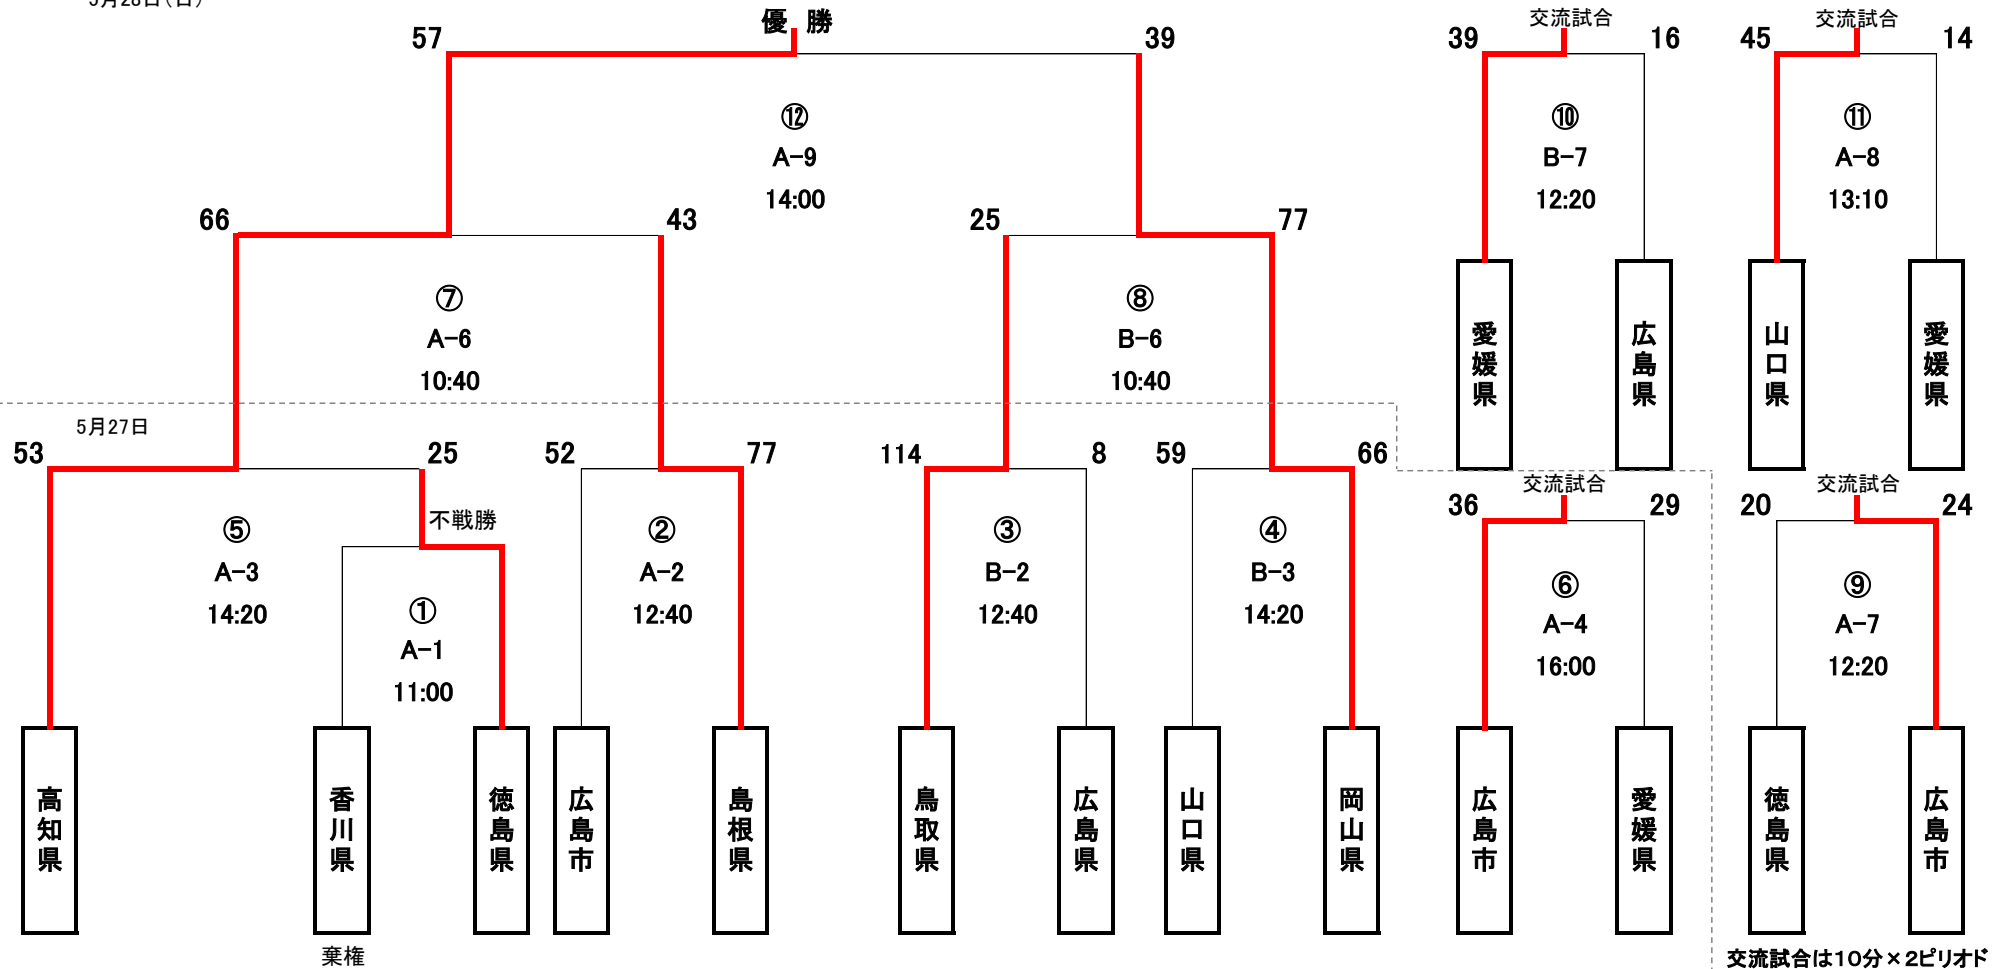 5月28日(日)
優 勝
57
39
⑫
A-9
14:00
66
43
25
77
⑦
A-6
10:40
⑧
B-6
10:40
交流試合
39
16
⑩
B-7
12:20
愛媛県
広島県
交流試合
45
14
⑪
A-8
13:10
山口県
愛媛県
5月27日
53
25
52
77
114
8
59
66
不戦勝
⑤
A-3
14:20
①
A-1
11:00
②
A-2
12:40
③
B-2
12:40
④
B-3
14:20
高知県
香川県
徳島県
広島市
島根県
鳥取県
広島県
山口県
岡山県
棄権
交流試合
36
29
⑥
A-4
16:00
広島市
愛媛県
交流試合
20
24
⑨
A-7
12:20
徳島県
広島市
交流試合は10分×2ピリオド